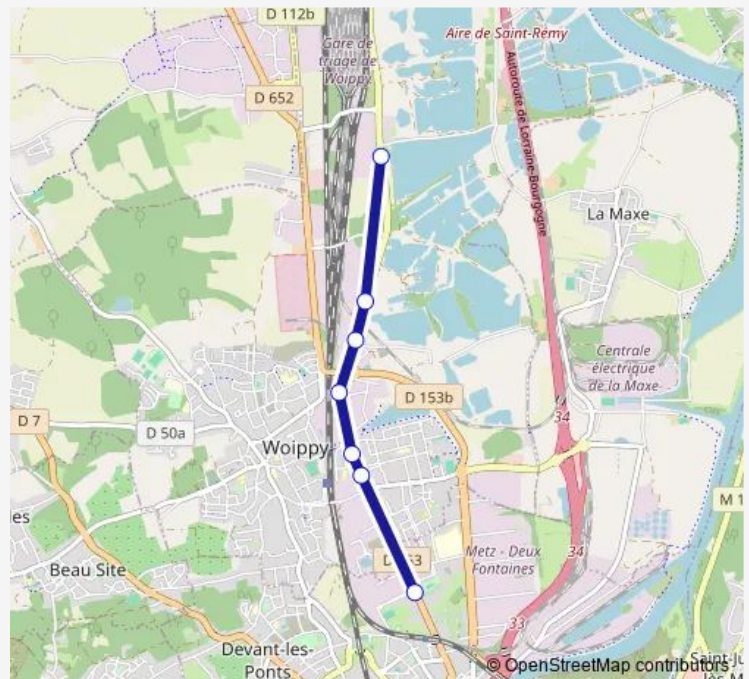 D 112b
Gare de
triage de
Woippy
Aire de Saint-Rémy
D 652
Autoroute de Lorraine-Bourgogne
La Maxe
Centrale
électrique
de la Maxe
D 153b
34
D 7
D 50a
Woippy
M 1
es
Metz - Deux
Fontaines
34
Beau Site
33
Devant-les-
Ponts
© OpenStreetMap contributors